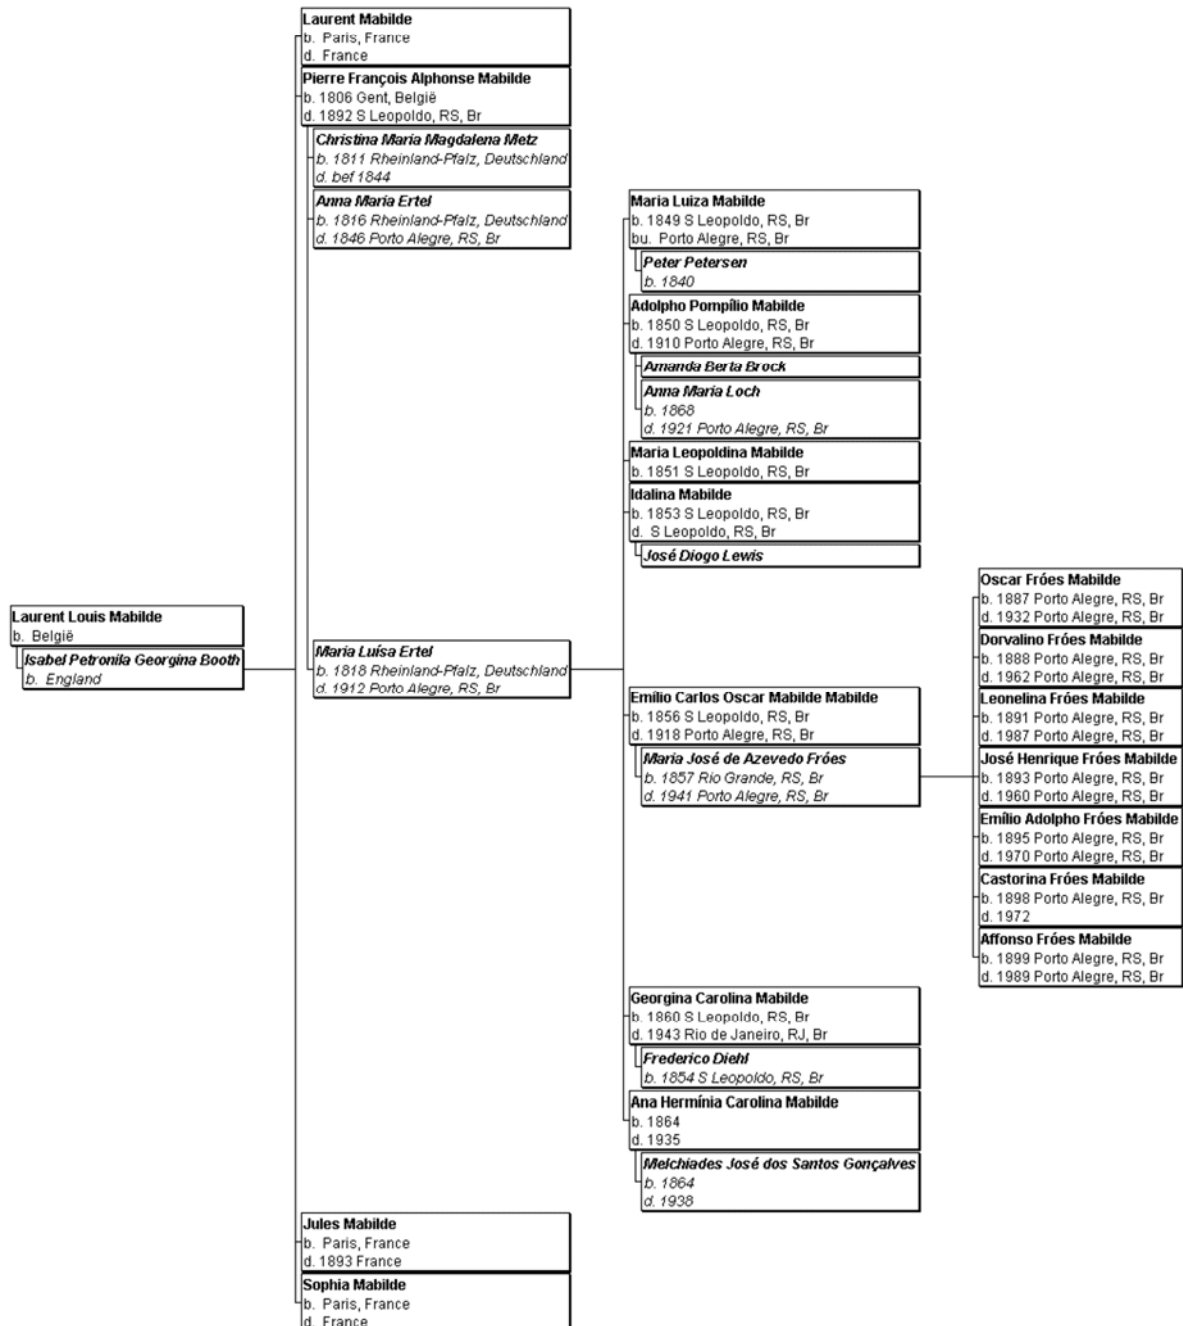 Laurent Mabilde
b. Paris, France
d. France
Pierre François Alphonse Mabilde
b. 1806 Gent, België
d. 1892 S Leopoldo, RS, Br
Christina Maria Magdalena Metz
b. 1811 Rheinland-Pfalz, Deutschland
d. bef 1844
Anna Maria Ertel
b. 1816 Rheinland-Pfalz, Deutschland
d. 1846 Porto Alegre, RS, Br
Maria Luiza Mabilde
b. 1849 S Leopoldo, RS, Br
bu. Porto Alegre, RS, Br
Peter Petersen
b. 1840
Adolpho Pompílio Mabilde
b. 1850 S Leopoldo, RS, Br
d. 1910 Porto Alegre, RS, Br
Amanda Berta Brock
Anna Maria Loch
b. 1868
d. 1921 Porto Alegre, RS, Br
Maria Leopoldina Mabilde
b. 1851 S Leopoldo, RS, Br
Idalina Mabilde
b. 1853 S Leopoldo, RS, Br
d. S Leopoldo, RS, Br
José Diogo Lewis
Laurent Louis Mabilde
b. België
Isabel Petronila Georgina Booth
b. England
Maria Luísa Ertel
b. 1818 Rheinland-Pfalz, Deutschland
d. 1912 Porto Alegre, RS, Br
Emílio Carlos Oscar Mabilde Mabilde
b. 1856 S Leopoldo, RS, Br
d. 1918 Porto Alegre, RS, Br
Maria José de Azevedo Fróes
b. 1857 Rio Grande, RS, Br
d. 1941 Porto Alegre, RS, Br
Oscar Fróes Mabilde
b. 1887 Porto Alegre, RS, Br
d. 1932 Porto Alegre, RS, Br
Dorvalino Fróes Mabilde
b. 1888 Porto Alegre, RS, Br
d. 1962 Porto Alegre, RS, Br
Leonelina Fróes Mabilde
b. 1891 Porto Alegre, RS, Br
d. 1987 Porto Alegre, RS, Br
José Henrique Fróes Mabilde
b. 1893 Porto Alegre, RS, Br
d. 1960 Porto Alegre, RS, Br
Emílio Adolpho Fróes Mabilde
b. 1895 Porto Alegre, RS, Br
d. 1970 Porto Alegre, RS, Br
Castorina Fróes Mabilde
b. 1898 Porto Alegre, RS, Br
d. 1972
Affonso Fróes Mabilde
b. 1899 Porto Alegre, RS, Br
d. 1989 Porto Alegre, RS, Br
Georgina Carolina Mabilde
b. 1860 S Leopoldo, RS, Br
d. 1943 Rio de Janeiro, RJ, Br
Frederico Diehl
b. 1854 S Leopoldo, RS, Br
Ana Hermínia Carolina Mabilde
b. 1864
d. 1935
Melchiades José dos Santos Gonçalves
b. 1864
d. 1938
Jules Mabilde
b. Paris, France
d. 1893 France
Sophia Mabilde
b. Paris, France
d. France